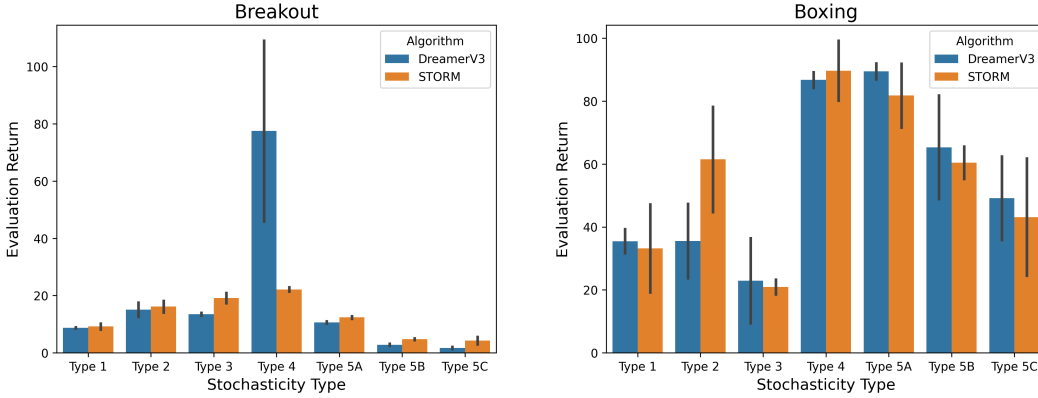 Breakout
Algorithm
DreamerV3
STORM
Evaluation Return
100
80
60
40
20
0
Type 1 Type 2 Type 3 Type 4 Type 5A Type 5B Type 5C
Stochasticity Type
Boxing
Algorithm
DreamerV3
STORM
Evaluation Return
100
80
60
40
20
0
Type 1 Type 2 Type 3 Type 4 Type 5A Type 5B Type 5C
Stochasticity Type